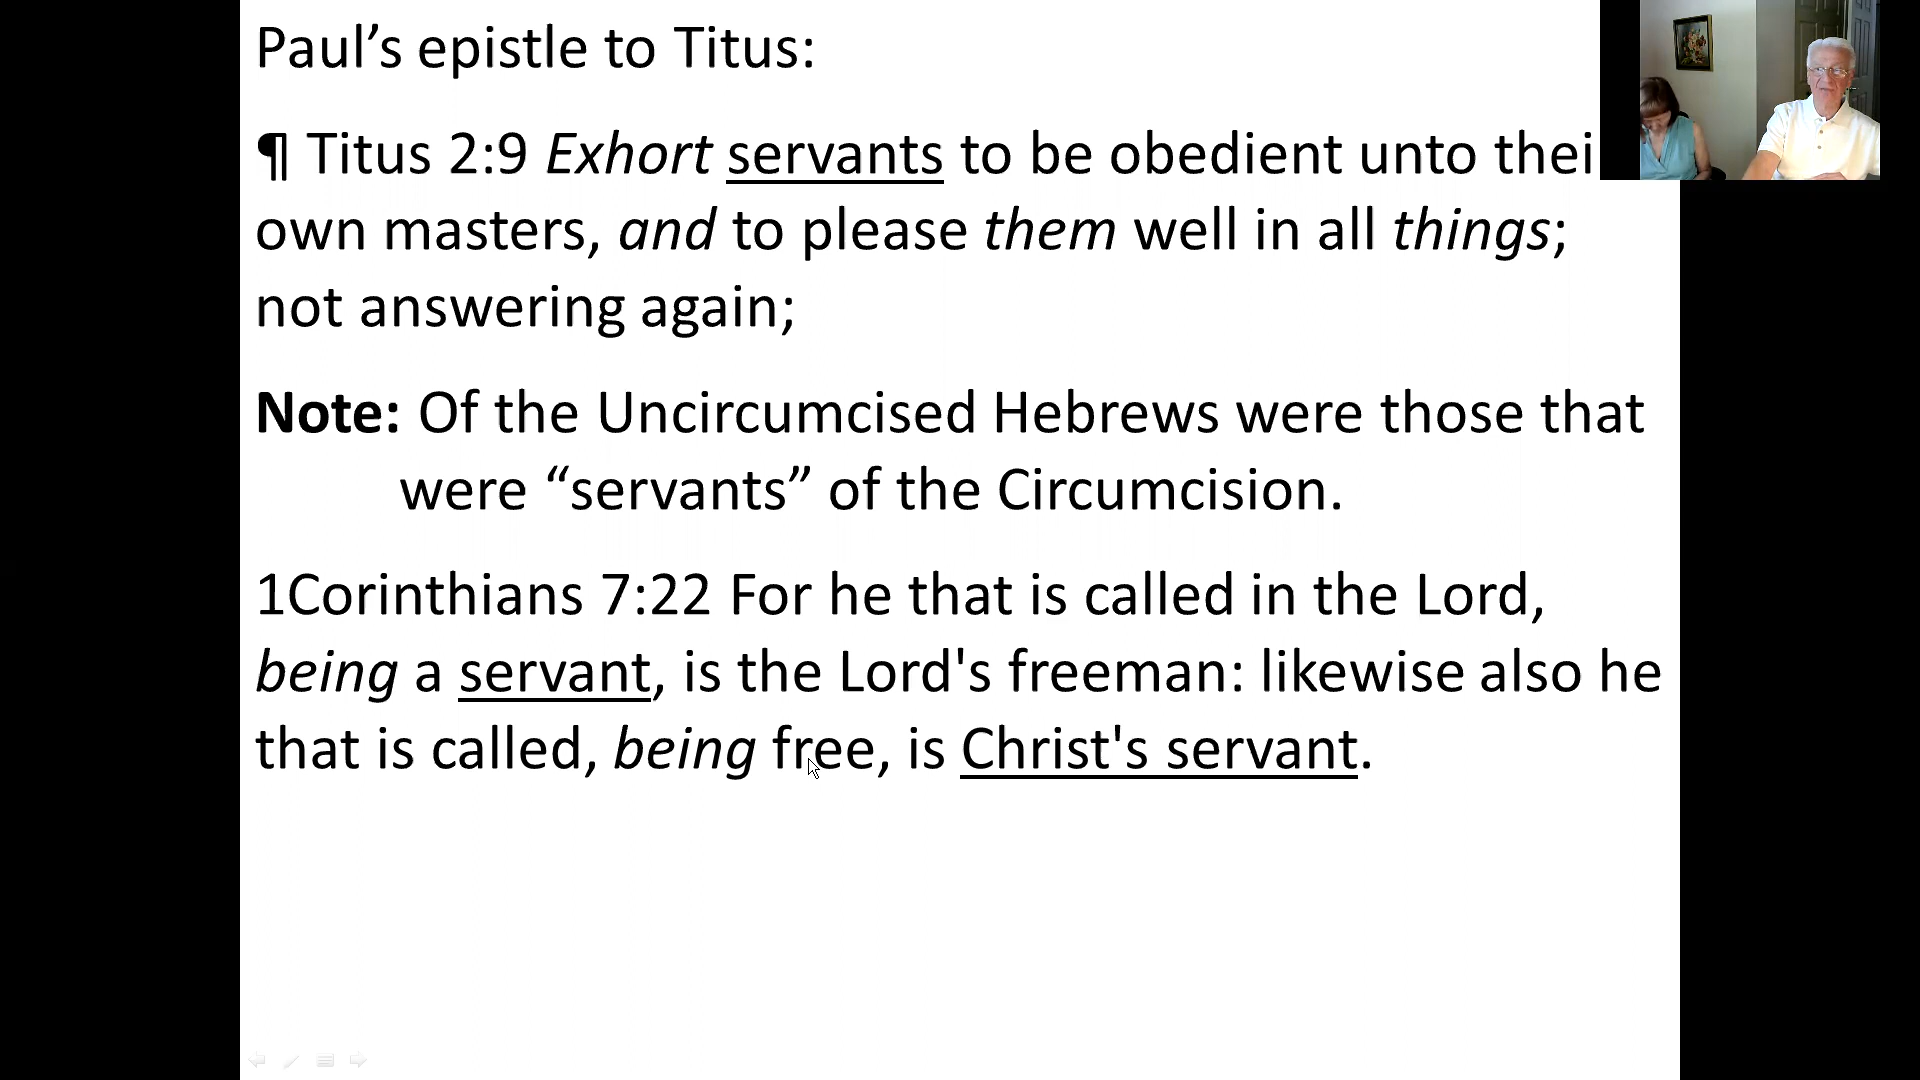 Paul’s epistle to Titus:
¶ Titus 2:9 Exhort servants to be obedient unto thei
own masters, and to please them well in all things;
not answering again;
Note: Of the Uncircumcised Hebrews were those that
were “servants” of the Circumcision.
1Corinthians 7:22 For he that is called in the Lord,
being a servant, is the Lord's freeman: likewise also he
that is called, being free, is Christ's servant.